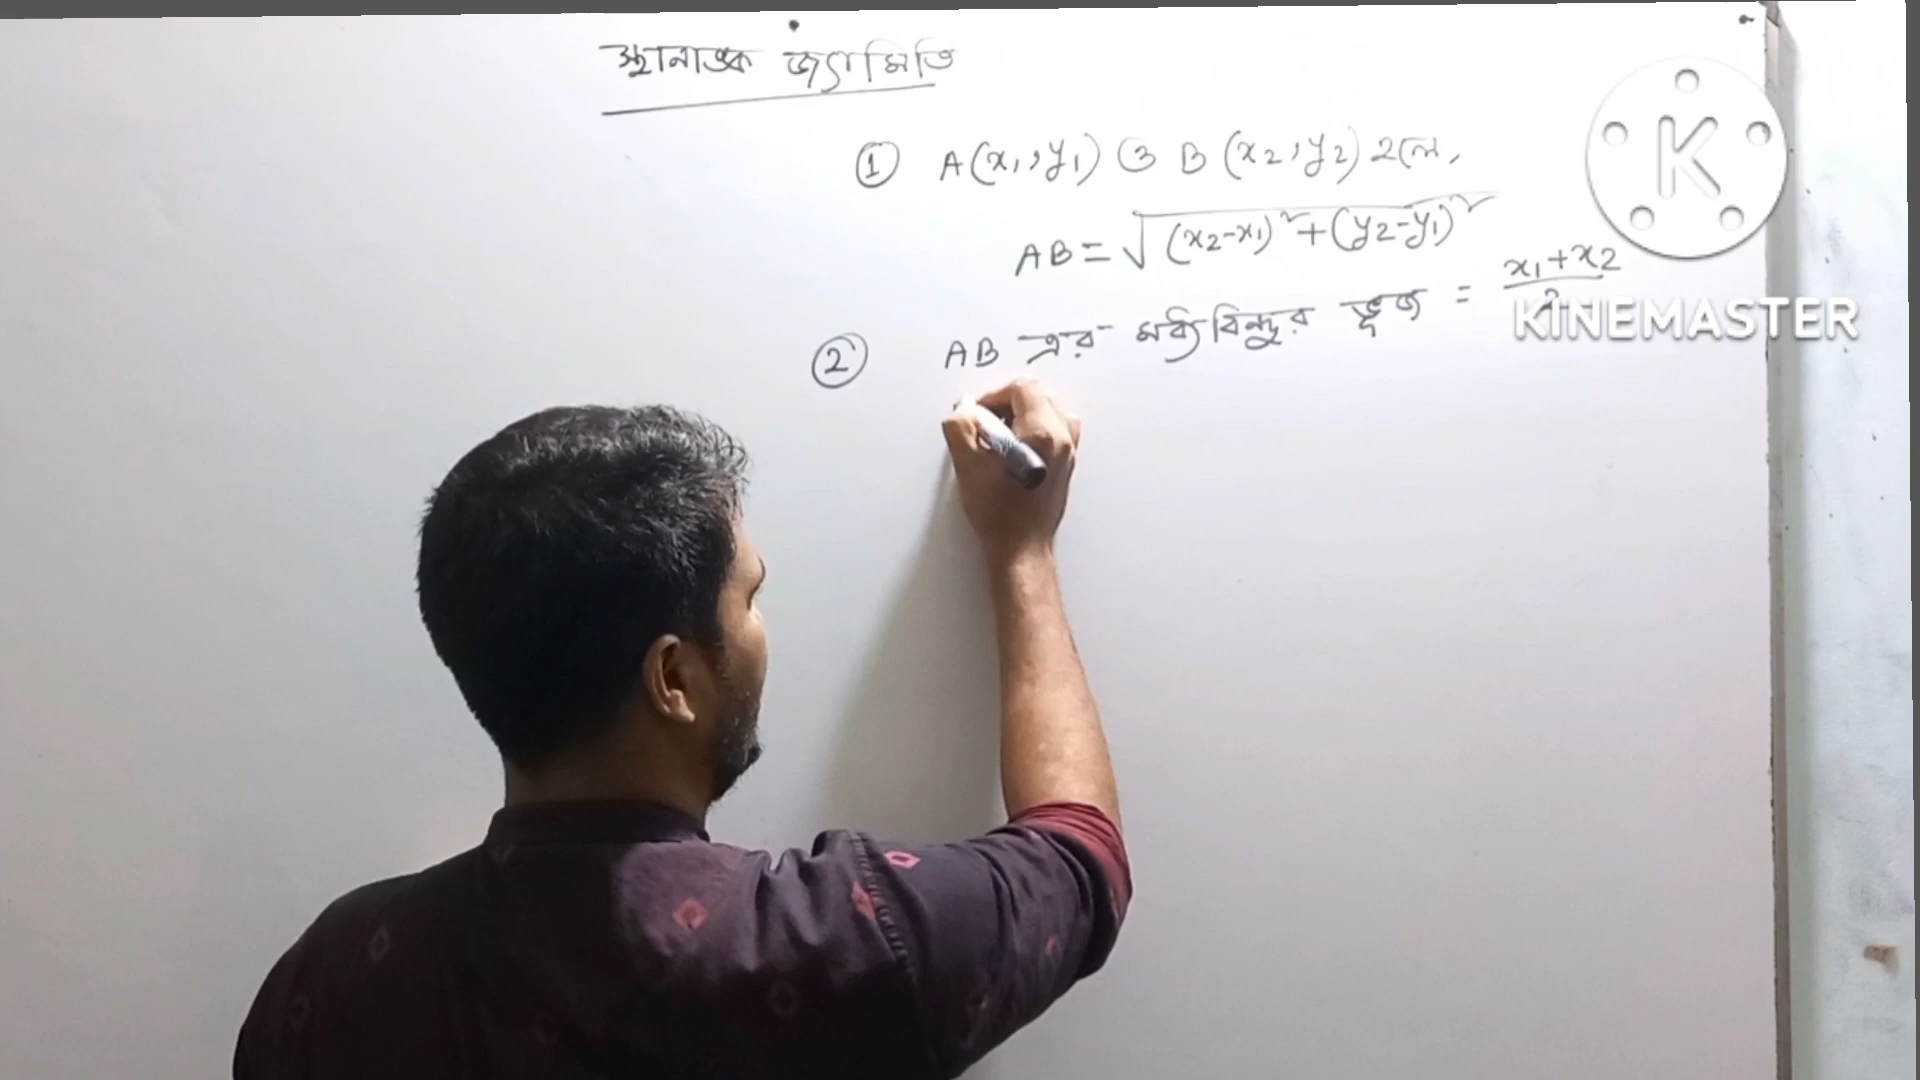 স্থানাঙ্ক জ্যামিতি
① A(x₁, y₁) ও B(x₂, y₂) হলে,
AB = √(x₂-x₁)² + (y₂-y₁)²
② AB এর মধ্যবিন্দুর ভূজ = x₁+x₂/2
K
KINEMASTER